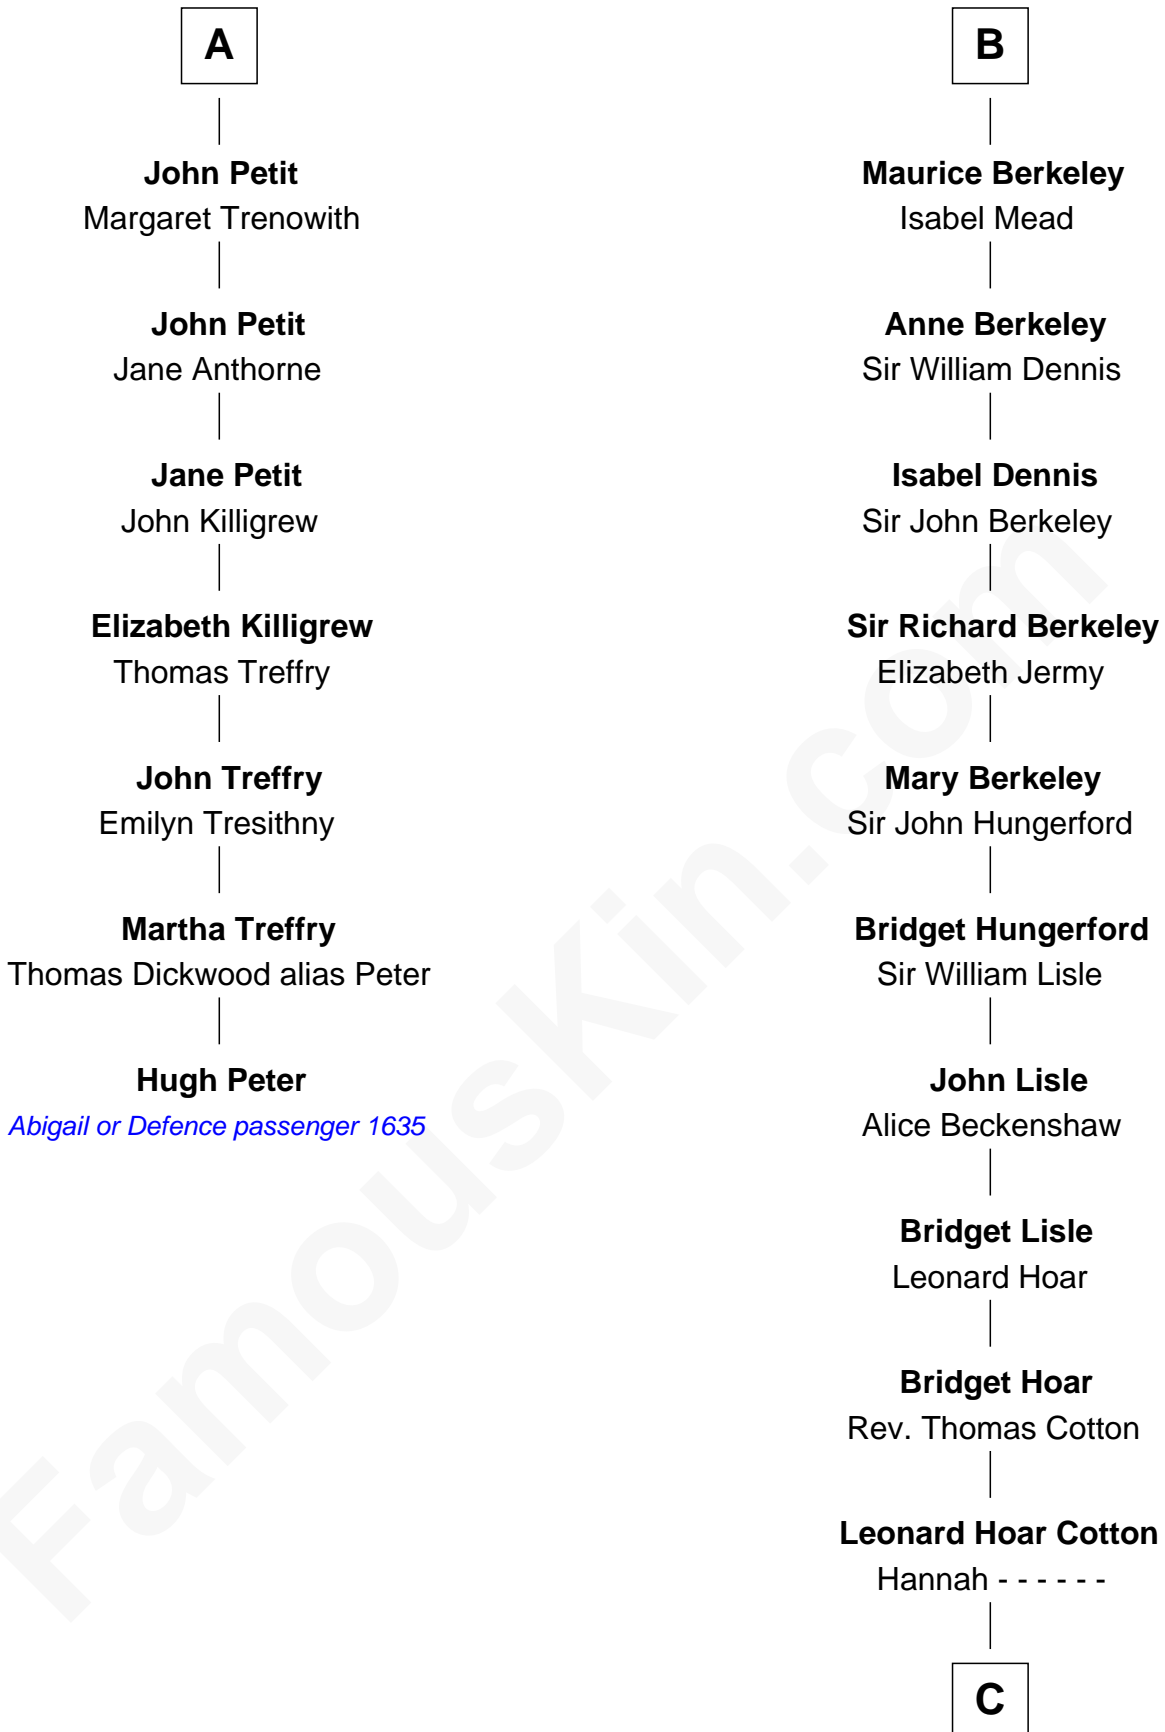 A
John Petit
Margaret Trenowith
John Petit
Jane Anthorne
Jane Petit
John Killigrew
Elizabeth Killigrew
Thomas Treffry
John Treffry
Emilyn Tresithny
Martha Treffry
Thomas Dickwood alias Peter
Hugh Peter
Abigail or Defence passenger 1635
B
Maurice Berkeley
Isabel Mead
Anne Berkeley
Sir William Dennis
Isabel Dennis
Sir John Berkeley
Sir Richard Berkeley
Elizabeth Jermy
Mary Berkeley
Sir John Hungerford
Bridget Hungerford
Sir William Lisle
John Lisle
Alice Beckenshaw
Bridget Lisle
Leonard Hoar
Bridget Hoar
Rev. Thomas Cotton
Leonard Hoar Cotton
Hannah - - - - - -
C
FamousKin.com